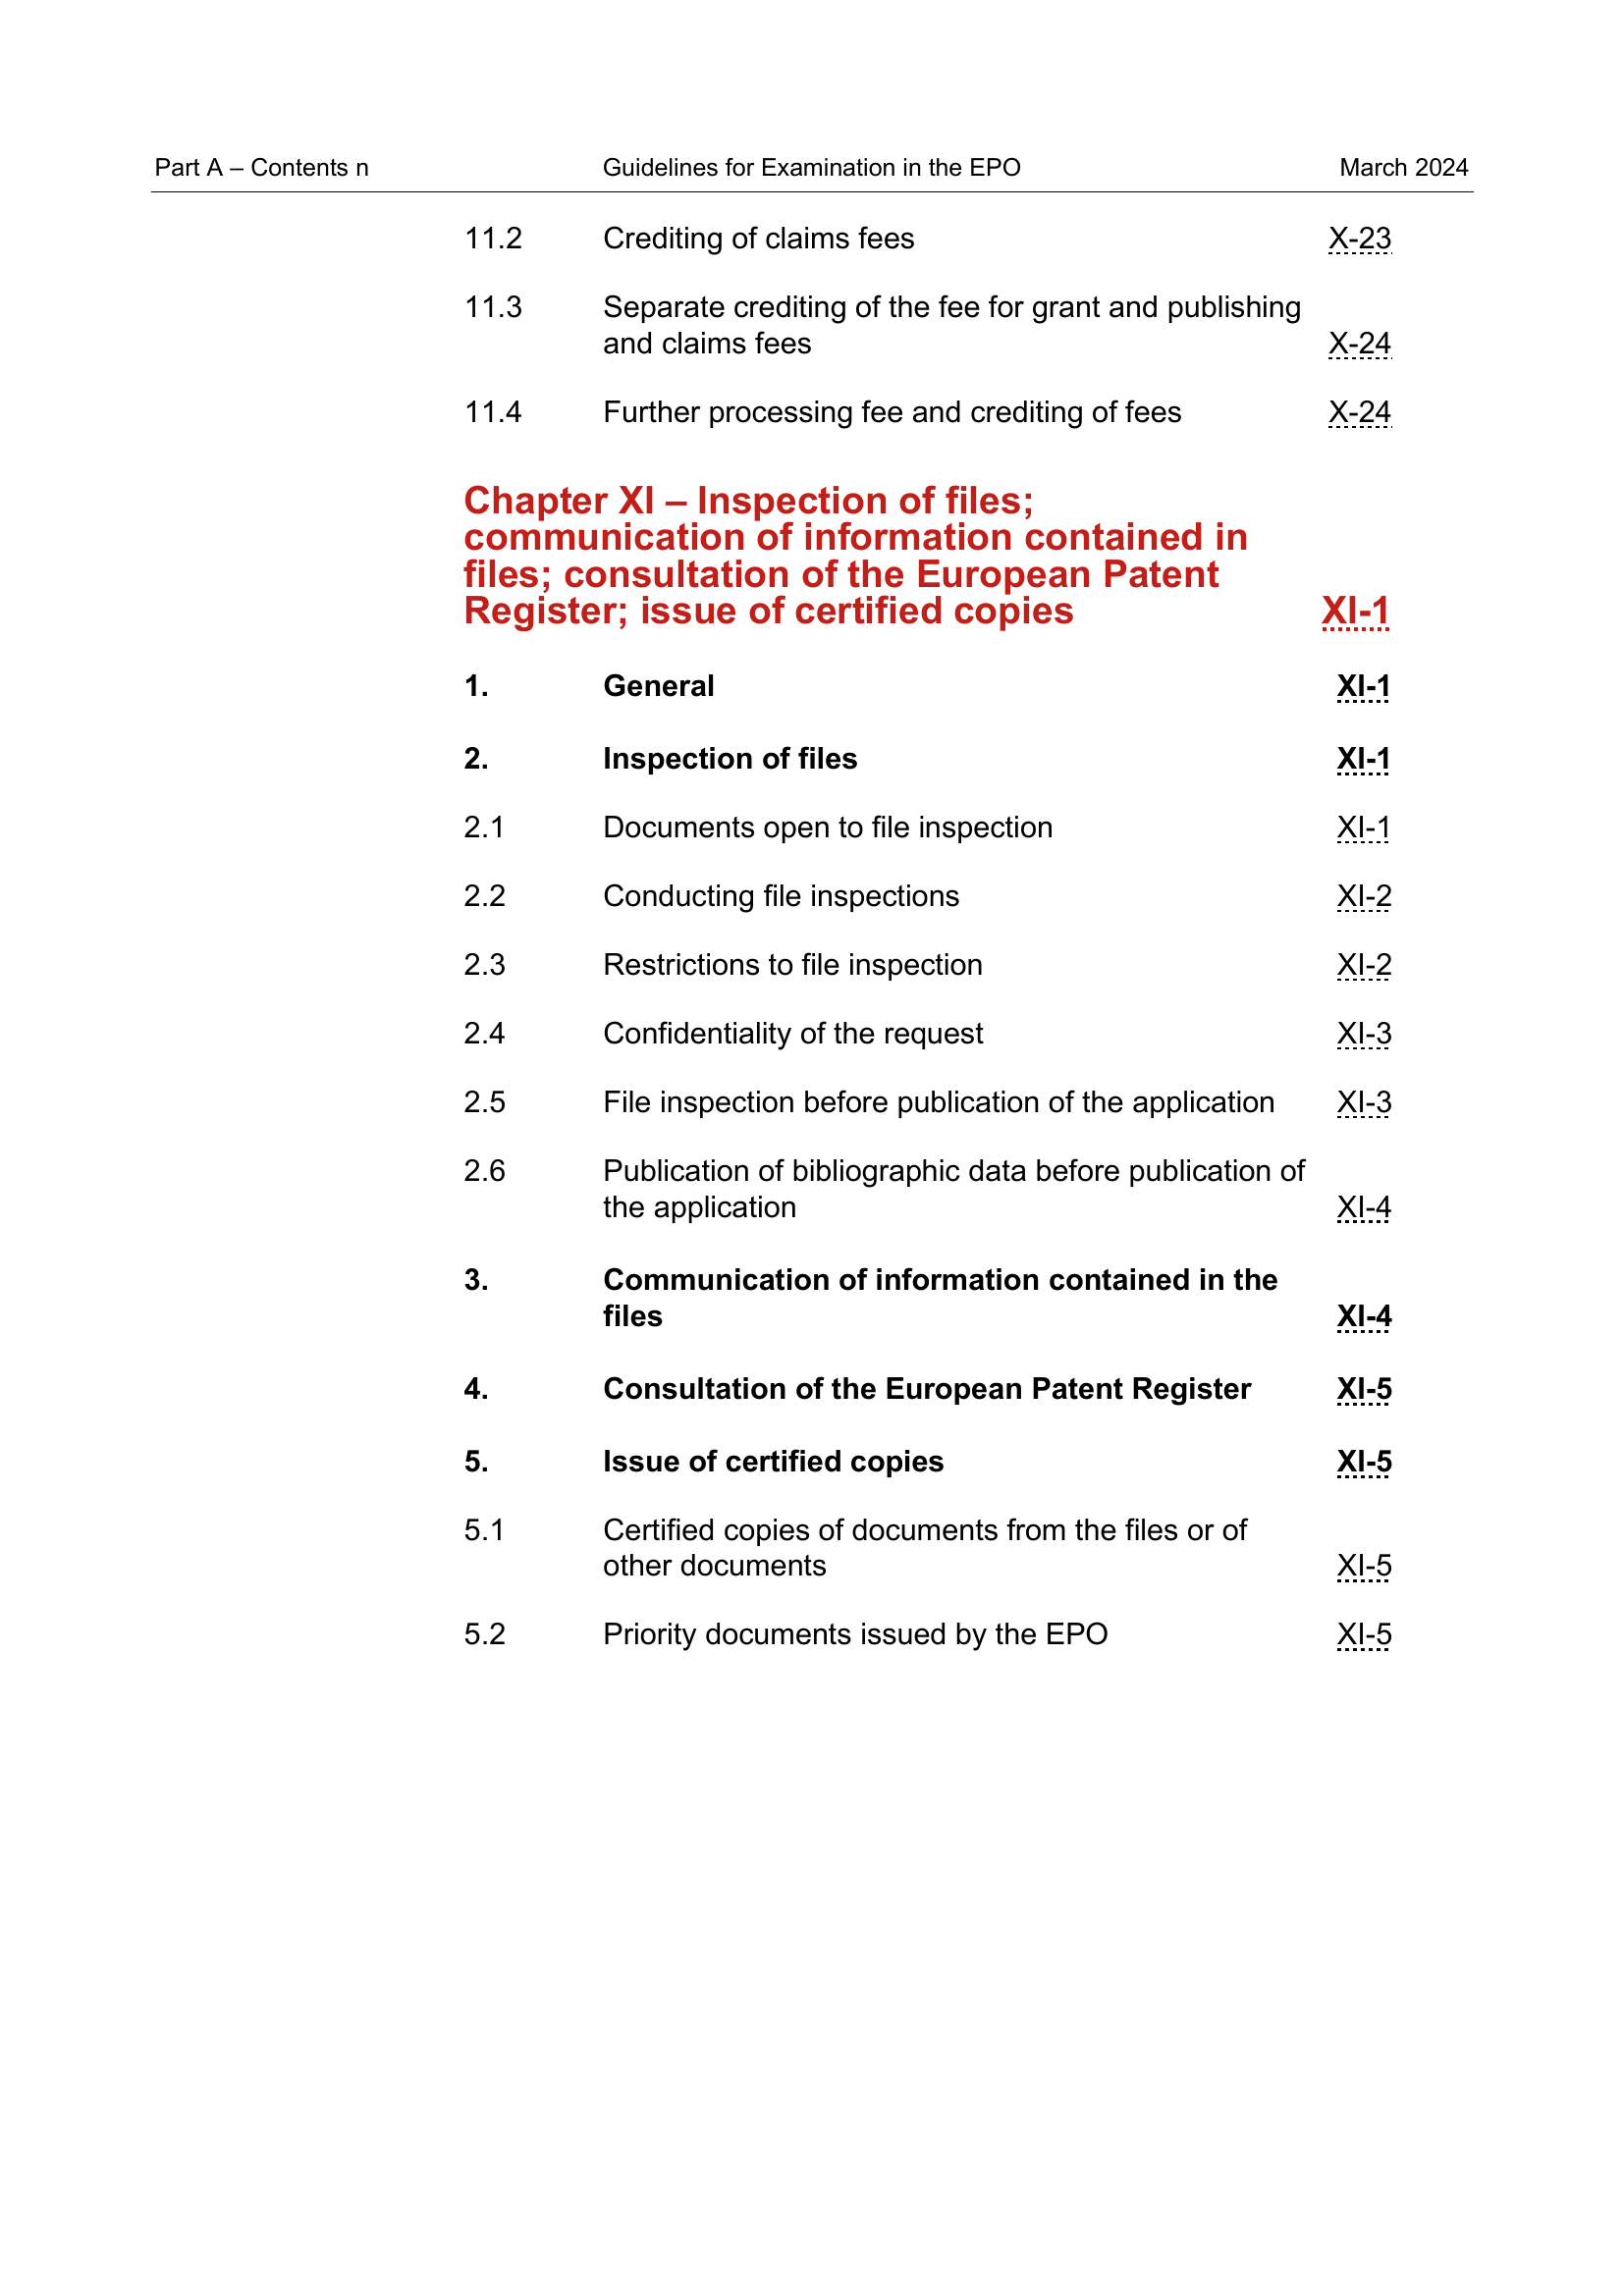 Part A – Contents n Guidelines for Examination in the EPO March 2024
11.2 Crediting of claims fees X-23
11.3 Separate crediting of the fee for grant and publishing
and claims fees X-24
11.4 Further processing fee and crediting of fees X-24
Chapter XI – Inspection of files;
communication of information contained in
files; consultation of the European Patent
Register; issue of certified copies XI-1
1. General XI-1
2. Inspection of files XI-1
2.1 Documents open to file inspection XI-1
2.2 Conducting file inspections XI-2
2.3 Restrictions to file inspection XI-2
2.4 Confidentiality of the request XI-3
2.5 File inspection before publication of the application XI-3
2.6 Publication of bibliographic data before publication of
the application XI-4
3. Communication of information contained in the
files XI-4
4. Consultation of the European Patent Register XI-5
5. Issue of certified copies XI-5
5.1 Certified copies of documents from the files or of
other documents XI-5
5.2 Priority documents issued by the EPO XI-5